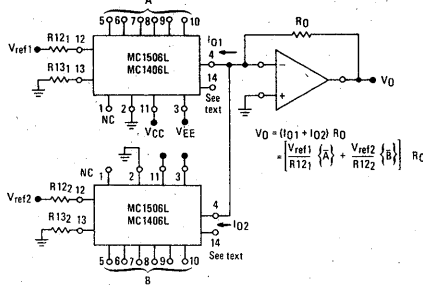 A
5 6 7 8 9 10
Vref1 R12₁ 12
MC1506L
MC1406L
IO1
4
R13₁ 13
14
See text
1 2 11 3
NC
VCC VEE
RO
−
+
VO
VO = (IO1 + IO2) RO
= [Vref1/R12₁ {A̅} + Vref2/R12₂ {B̅}] RO
NC 1 2 11 3
Vref2 R12₂ 12
MC1506L
MC1406L
4
IO2
R13₂ 13
14
See text
5 6 7 8 9 10
B